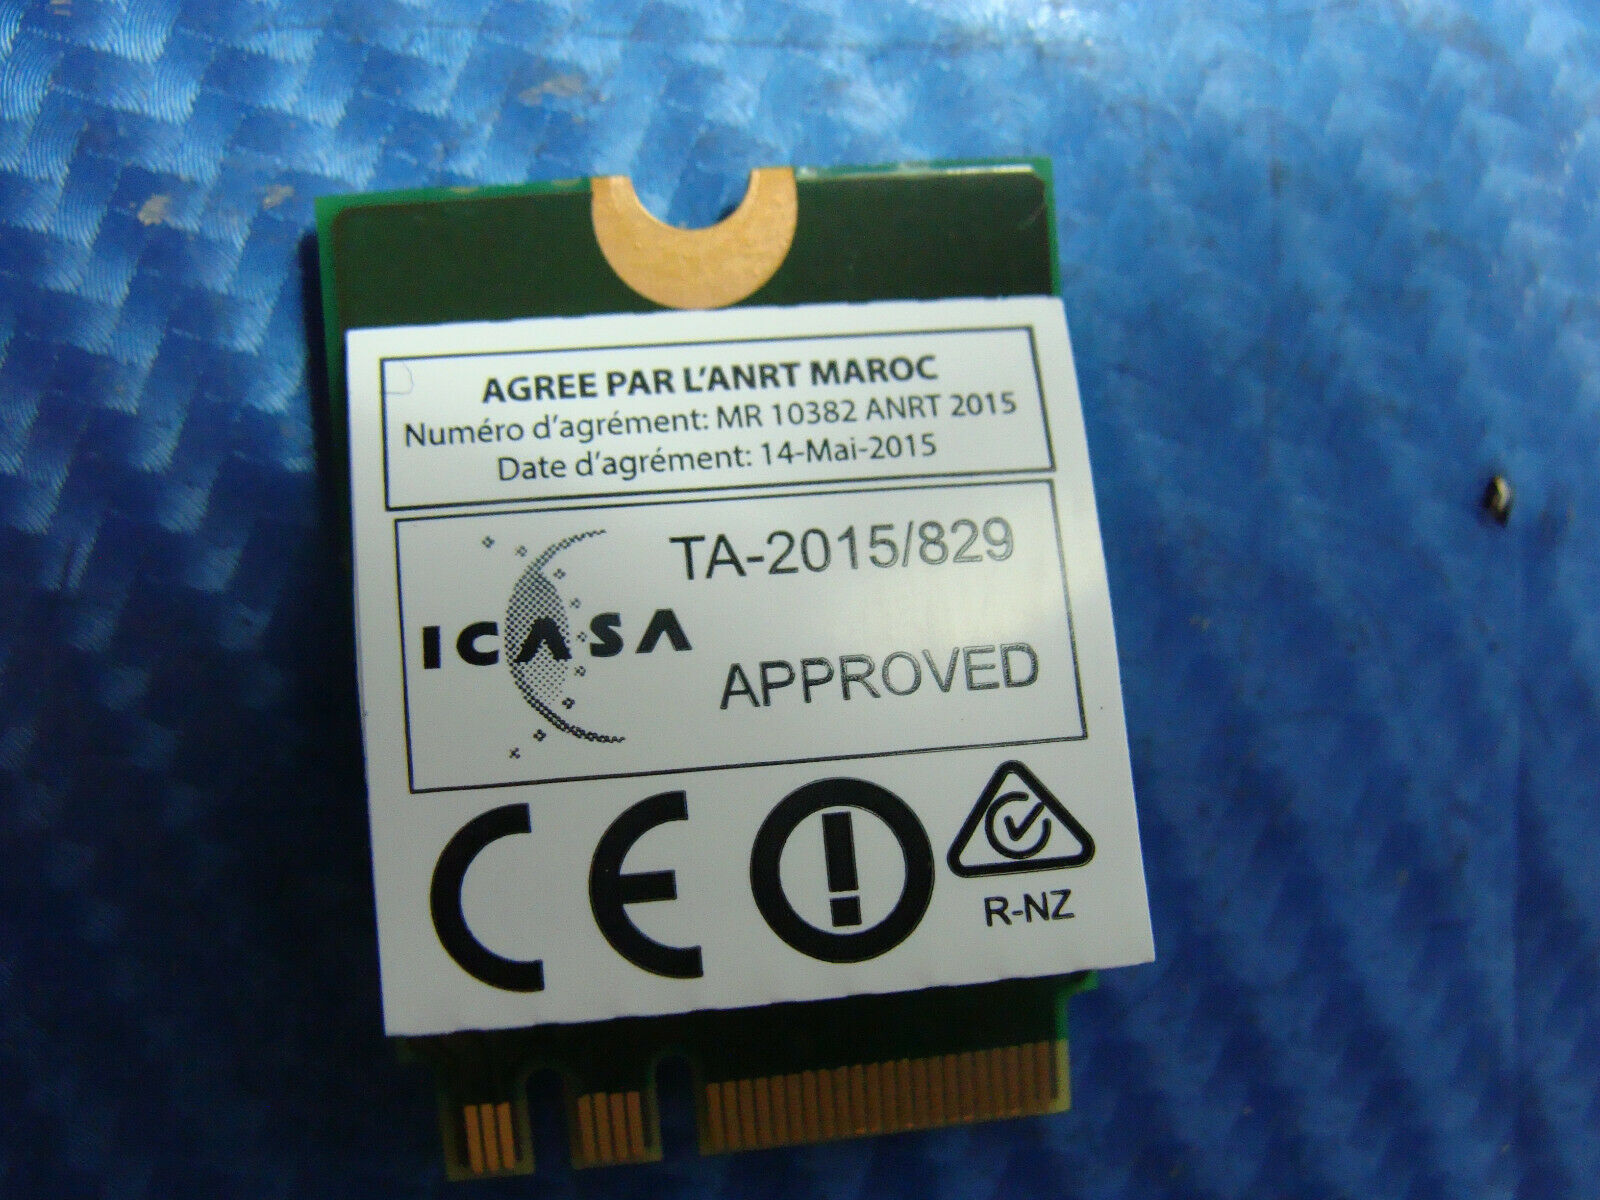 AGREE PAR L'ANRT MAROC
Numéro d'agrément: MR 10382 ANRT 2015
Date d'agrément: 14-Mai-2015
TA-2015/829
ICASA
APPROVED
CE
R-NZ